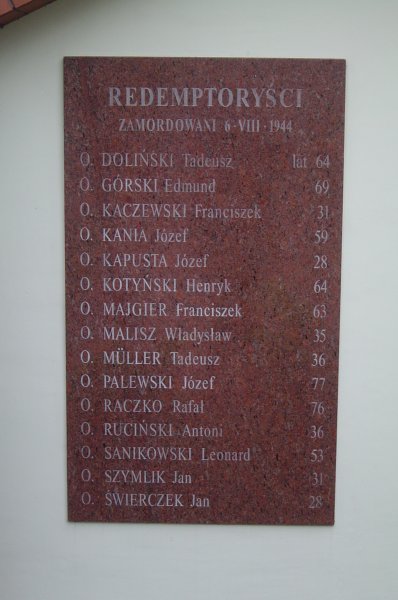 REDEMPTORYŚCI
ZAMORDOWANI 6-VIII-1944
O. DOLIŃSKI Tadeusz lat 64
O. GÓRSKI Edmund 69
O. KACZEWSKI Franciszek 31
O. KANIA Józef 59
O. KAPUSTA Józef 28
O. KOTYŃSKI Henryk 64
O. MAJGIER Franciszek 63
O. MALISZ Władysław 35
O. MÜLLER Tadeusz 36
O. PALEWSKI Józef 77
O. RACZKO Rafał 76
O. RUCIŃSKI Antoni 36
O. SANIKOWSKI Leonard 53
O. SZYMLIK Jan 31
O. ŚWIERCZEK Jan 28